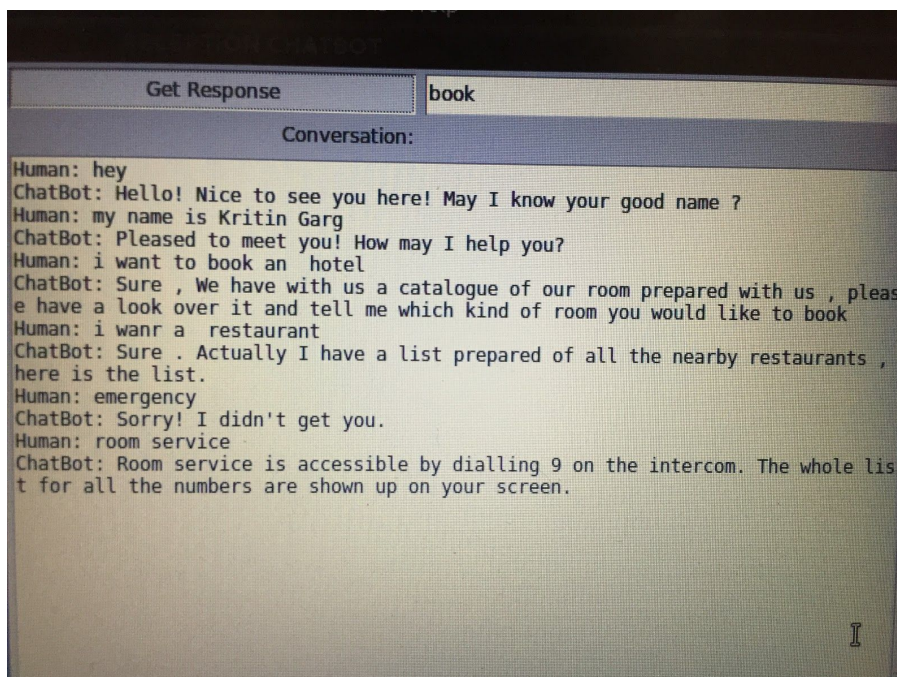 Help
RECEPTION CHATBOT
Get Response
book
Conversation:
Human: hey
ChatBot: Hello! Nice to see you here! May I know your good name ?
Human: my name is Kritin Garg
ChatBot: Pleased to meet you! How may I help you?
Human: i want to book an  hotel
ChatBot: Sure , We have with us a catalogue of our room prepared with us , pleas
e have a look over it and tell me which kind of room you would like to book
Human: i wanr a  restaurant
ChatBot: Sure . Actually I have a list prepared of all the nearby restaurants ,
here is the list.
Human: emergency
ChatBot: Sorry! I didn't get you.
Human: room service
ChatBot: Room service is accessible by dialling 9 on the intercom. The whole lis
t for all the numbers are shown up on your screen.